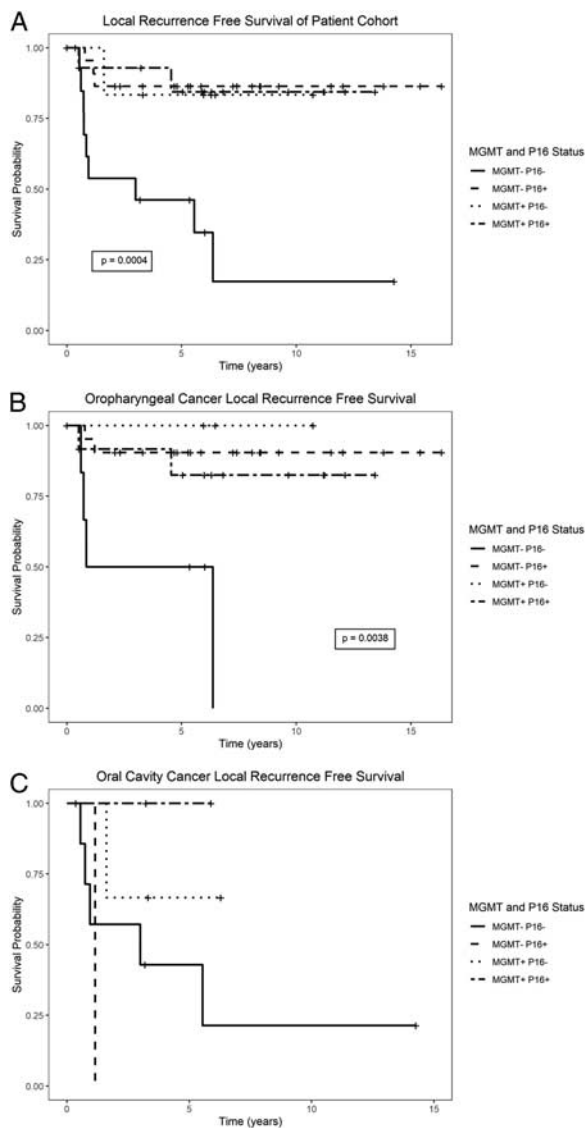 A
Local Recurrence Free Survival of Patient Cohort
1.00
0.75
0.50
0.25
0.00
Survival Probability
p = 0.0004
0
5
10
15
Time (years)
MGMT and P16 Status
MGMT- P16-
MGMT- P16+
MGMT+ P16-
MGMT+ P16+
B
Oropharyngeal Cancer Local Recurrence Free Survival
1.00
0.75
0.50
0.25
0.00
Survival Probability
p = 0.0038
0
5
10
15
Time (years)
MGMT and P16 Status
MGMT- P16-
MGMT- P16+
MGMT+ P16-
MGMT+ P16+
C
Oral Cavity Cancer Local Recurrence Free Survival
1.00
0.75
0.50
0.25
0.00
Survival Probability
0
5
10
15
Time (years)
MGMT and P16 Status
MGMT- P16-
MGMT- P16+
MGMT+ P16-
MGMT+ P16+